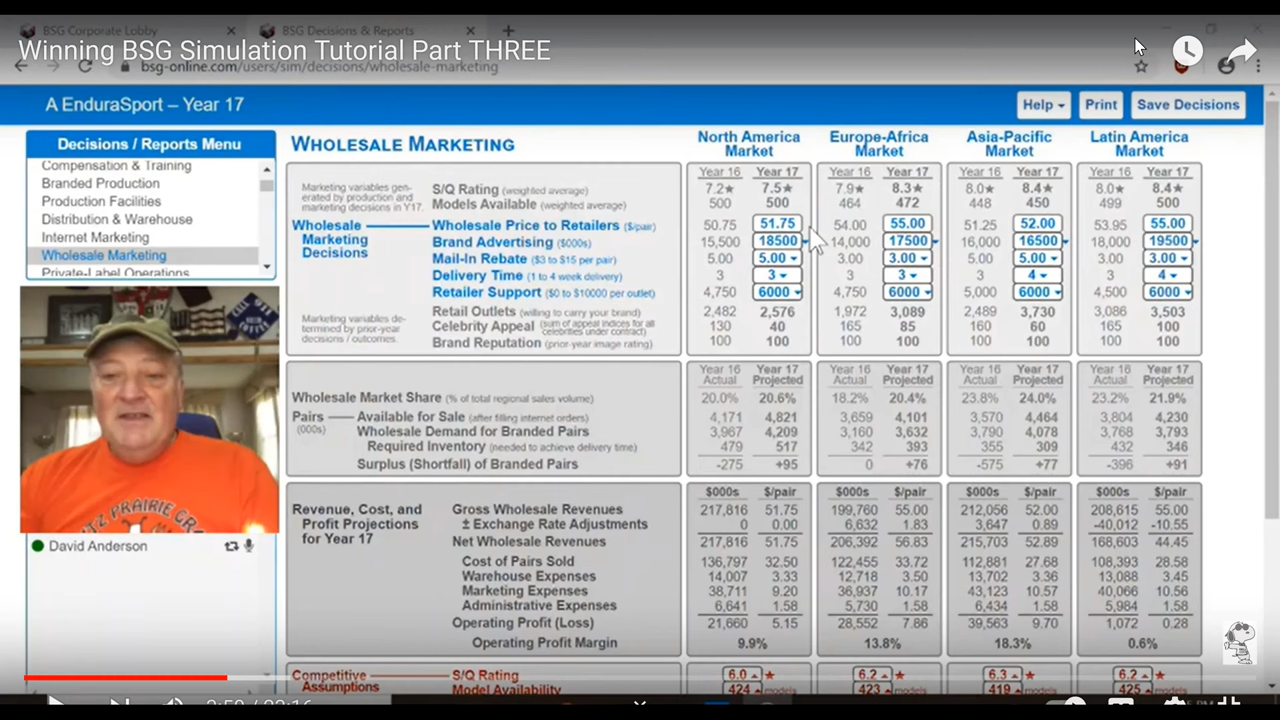 BSG Corporate Lobby BSG Decisions & Reports
Winning BSG Simulation Tutorial Part THREE
bsg-online.com/users/sim/decisions/wholesale-marketing
A EnduraSport – Year 17 Help Print Save Decisions
Decisions / Reports Menu
Compensation & Training
Branded Production
Production Facilities
Distribution & Warehouse
Internet Marketing
Wholesale Marketing
Private-Label Operations
WHOLESALE MARKETING
North America Market Europe-Africa Market Asia-Pacific Market Latin America Market
Year 16 Year 17 Year 16 Year 17 Year 16 Year 17 Year 16 Year 17
Marketing variables generated by production and marketing decisions in Y17.
S/Q Rating (weighted average) 7.2★ 7.5★ 7.9★ 8.3★ 8.0★ 8.4★ 8.0★ 8.4★
Models Available (weighted average) 500 500 464 472 448 450 499 500
Wholesale Marketing Decisions
Wholesale Price to Retailers ($/pair) 50.75 51.75 54.00 55.00 51.25 52.00 53.95 55.00
Brand Advertising ($000s) 15,500 18500 14,000 17500 16,000 16500 18,000 19500
Mail-In Rebate ($3 to $15 per pair) 5.00 5.00 3.00 3.00 5.00 5.00 3.00 3.00
Delivery Time (1 to 4 week delivery) 3 3 3 3 3 4 3 4
Retailer Support ($0 to $10000 per outlet) 4,750 6000 4,750 6000 5,000 6000 4,500 6000
Marketing variables determined by prior-year decisions / outcomes.
Retail Outlets (willing to carry your brand) 2,482 2,576 1,972 3,089 2,489 3,730 3,086 3,503
Celebrity Appeal (sum of appeal indices for all celebrities under contract) 130 40 165 85 160 60 165 100
Brand Reputation (prior-year image rating) 100 100 100 100 100 100 100 100
Year 16 Actual Year 17 Projected Year 16 Actual Year 17 Projected Year 16 Actual Year 17 Projected Year 16 Actual Year 17 Projected
Wholesale Market Share (% of total regional sales volume) 20.0% 20.6% 18.2% 20.4% 23.8% 24.0% 23.2% 21.9%
Pairs (000s) Available for Sale (after filling internet orders) 4,171 4,821 3,659 4,101 3,570 4,464 3,804 4,230
Wholesale Demand for Branded Pairs 3,967 4,209 3,160 3,632 3,790 4,078 3,768 3,793
Required Inventory (needed to achieve delivery time) 479 517 342 393 355 309 432 346
Surplus (Shortfall) of Branded Pairs -275 +95 0 +76 -575 +77 -396 +91
$000s $/pair $000s $/pair $000s $/pair $000s $/pair
Revenue, Cost, and Profit Projections for Year 17
Gross Wholesale Revenues 217,816 51.75 199,760 55.00 212,056 52.00 208,615 55.00
± Exchange Rate Adjustments 0 0.00 6,632 1.83 3,647 0.89 -40,012 -10.55
Net Wholesale Revenues 217,816 51.75 206,392 56.83 215,703 52.89 168,603 44.45
Cost of Pairs Sold 136,797 32.50 122,455 33.72 112,881 27.68 108,393 28.58
Warehouse Expenses 14,007 3.33 12,718 3.50 13,702 3.36 13,088 3.45
Marketing Expenses 38,711 9.20 36,937 10.17 43,123 10.57 40,066 10.56
Administrative Expenses 6,641 1.58 5,730 1.58 6,434 1.58 5,984 1.58
Operating Profit (Loss) 21,660 5.15 28,552 7.86 39,563 9.70 1,072 0.28
Operating Profit Margin 9.9% 13.8% 18.3% 0.6%
Competitive Assumptions
S/Q Rating 6.0 ★ 6.2 ★ 6.3 ★ 6.2 ★
Model Availability 424 models 423 models 419 models 425 models
David Anderson